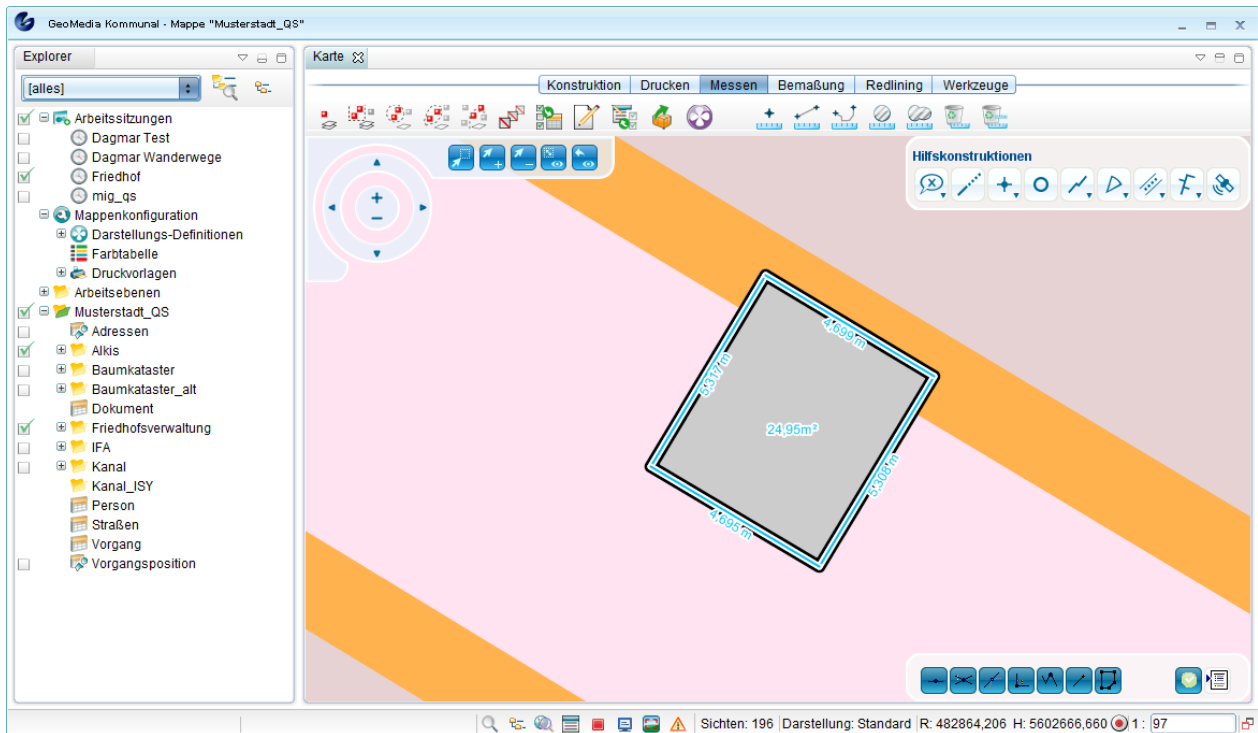 GeoMedia Kommunal - Mappe "Musterstadt_QS"
Explorer
Karte
[alles]
Konstruktion Drucken Messen Bemaßung Redlining Werkzeuge
Arbeitssitzungen
Dagmar Test
Dagmar Wanderwege
Friedhof
mig_qs
Mappenkonfiguration
Darstellungs-Definitionen
Farbtabelle
Druckvorlagen
Arbeitsebenen
Musterstadt_QS
Adressen
Alkis
Baumkataster
Baumkataster_alt
Dokument
Friedhofsverwaltung
IFA
Kanal
Kanal_ISY
Person
Straßen
Vorgang
Vorgangsposition
Hilfskonstruktionen
4,699 m
5,317 m
24,95m²
5,308 m
4,695 m
Sichten: 196 Darstellung: Standard R: 482864,206 H: 5602666,660 1 : 97